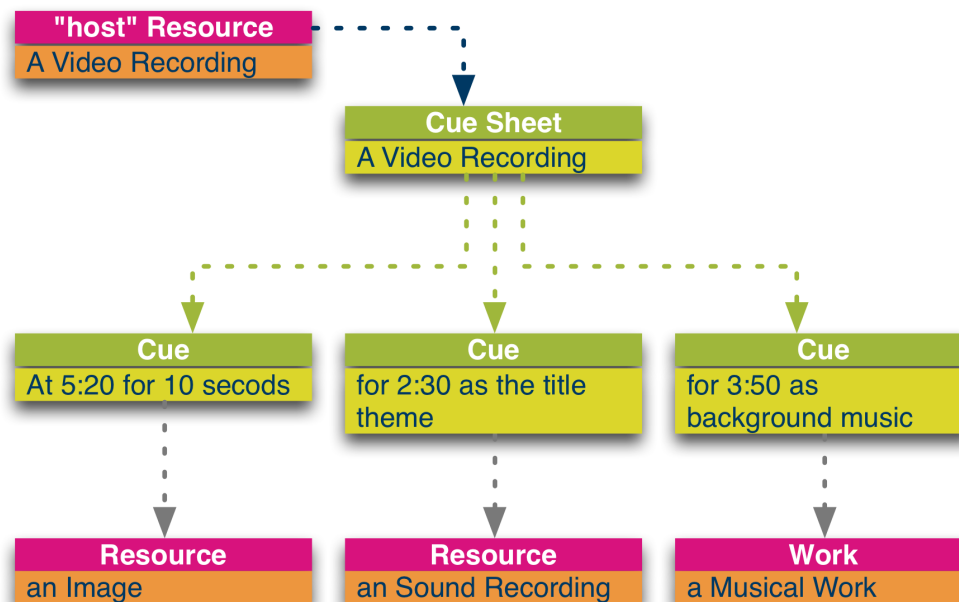 "host" Resource
A Video Recording
Cue Sheet
A Video Recording
Cue
At 5:20 for 10 secods
Cue
for 2:30 as the title
theme
Cue
for 3:50 as
background music
Resource
an Image
Resource
an Sound Recording
Work
a Musical Work